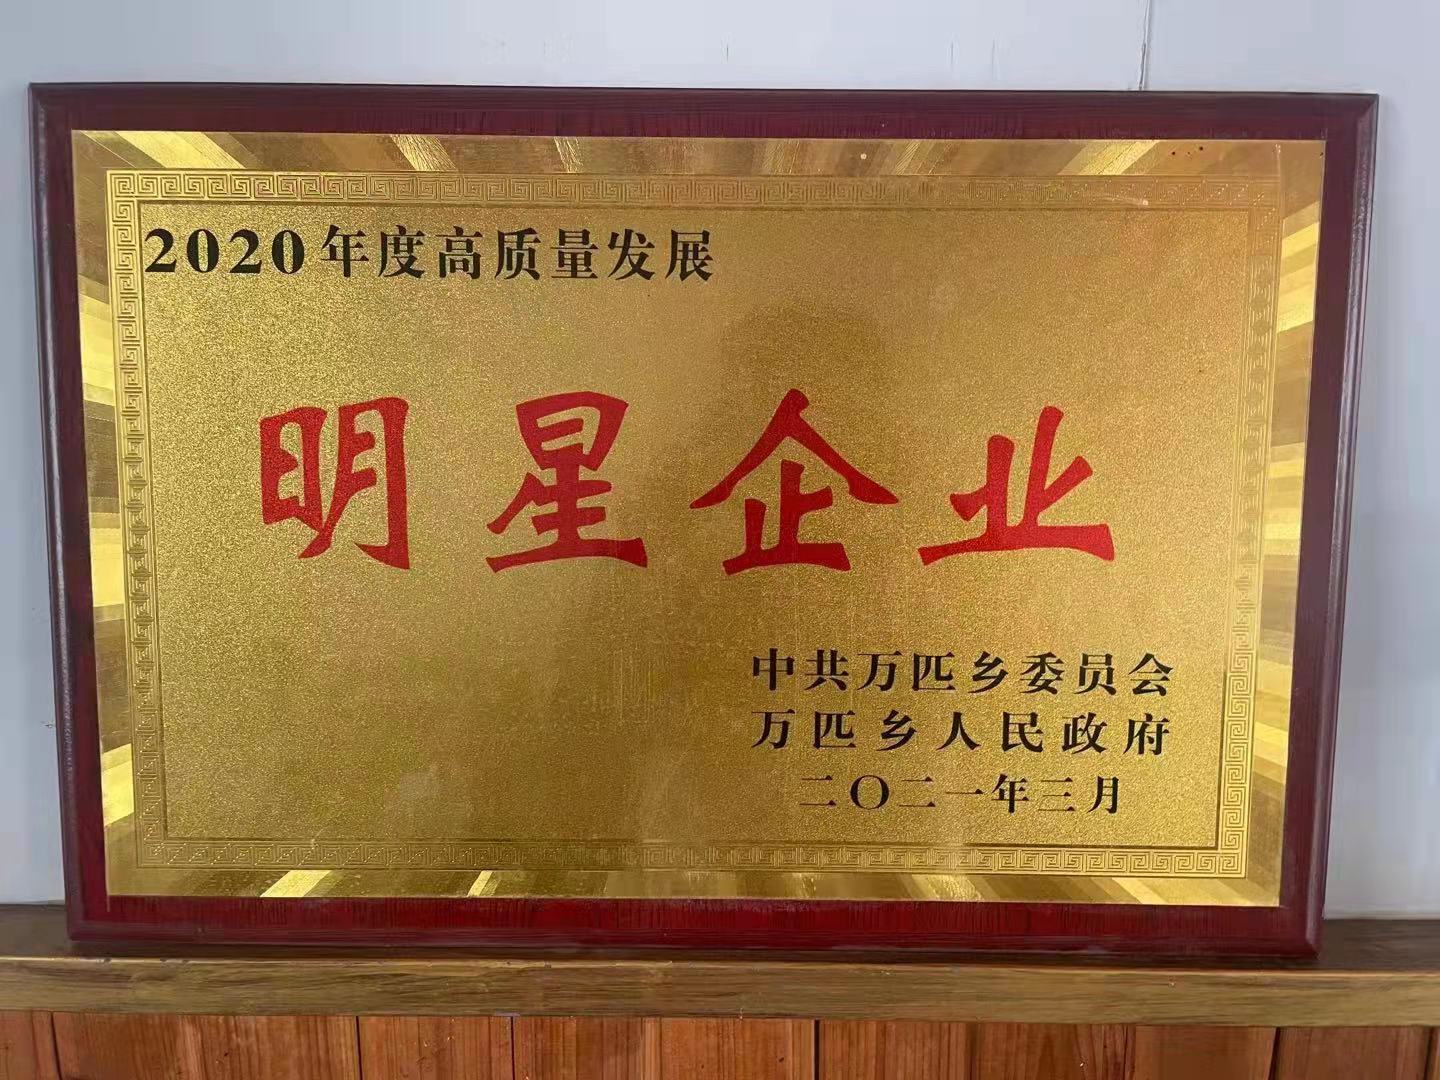 2020年度高质量发展
明星企业
中共万匹乡委员会
万匹乡人民政府
二〇二一年三月